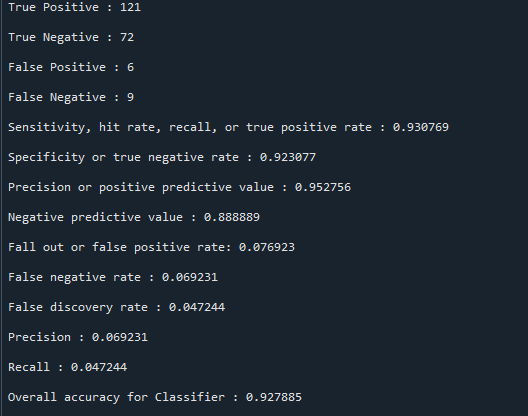 True Positive : 121
True Negative : 72
False Positive : 6
False Negative : 9
Sensitivity, hit rate, recall, or true positive rate : 0.930769
Specificity or true negative rate : 0.923077
Precision or positive predictive value : 0.952756
Negative predictive value : 0.888889
Fall out or false positive rate: 0.076923
False negative rate : 0.069231
False discovery rate : 0.047244
Precision : 0.069231
Recall : 0.047244
Overall accuracy for Classifier : 0.927885